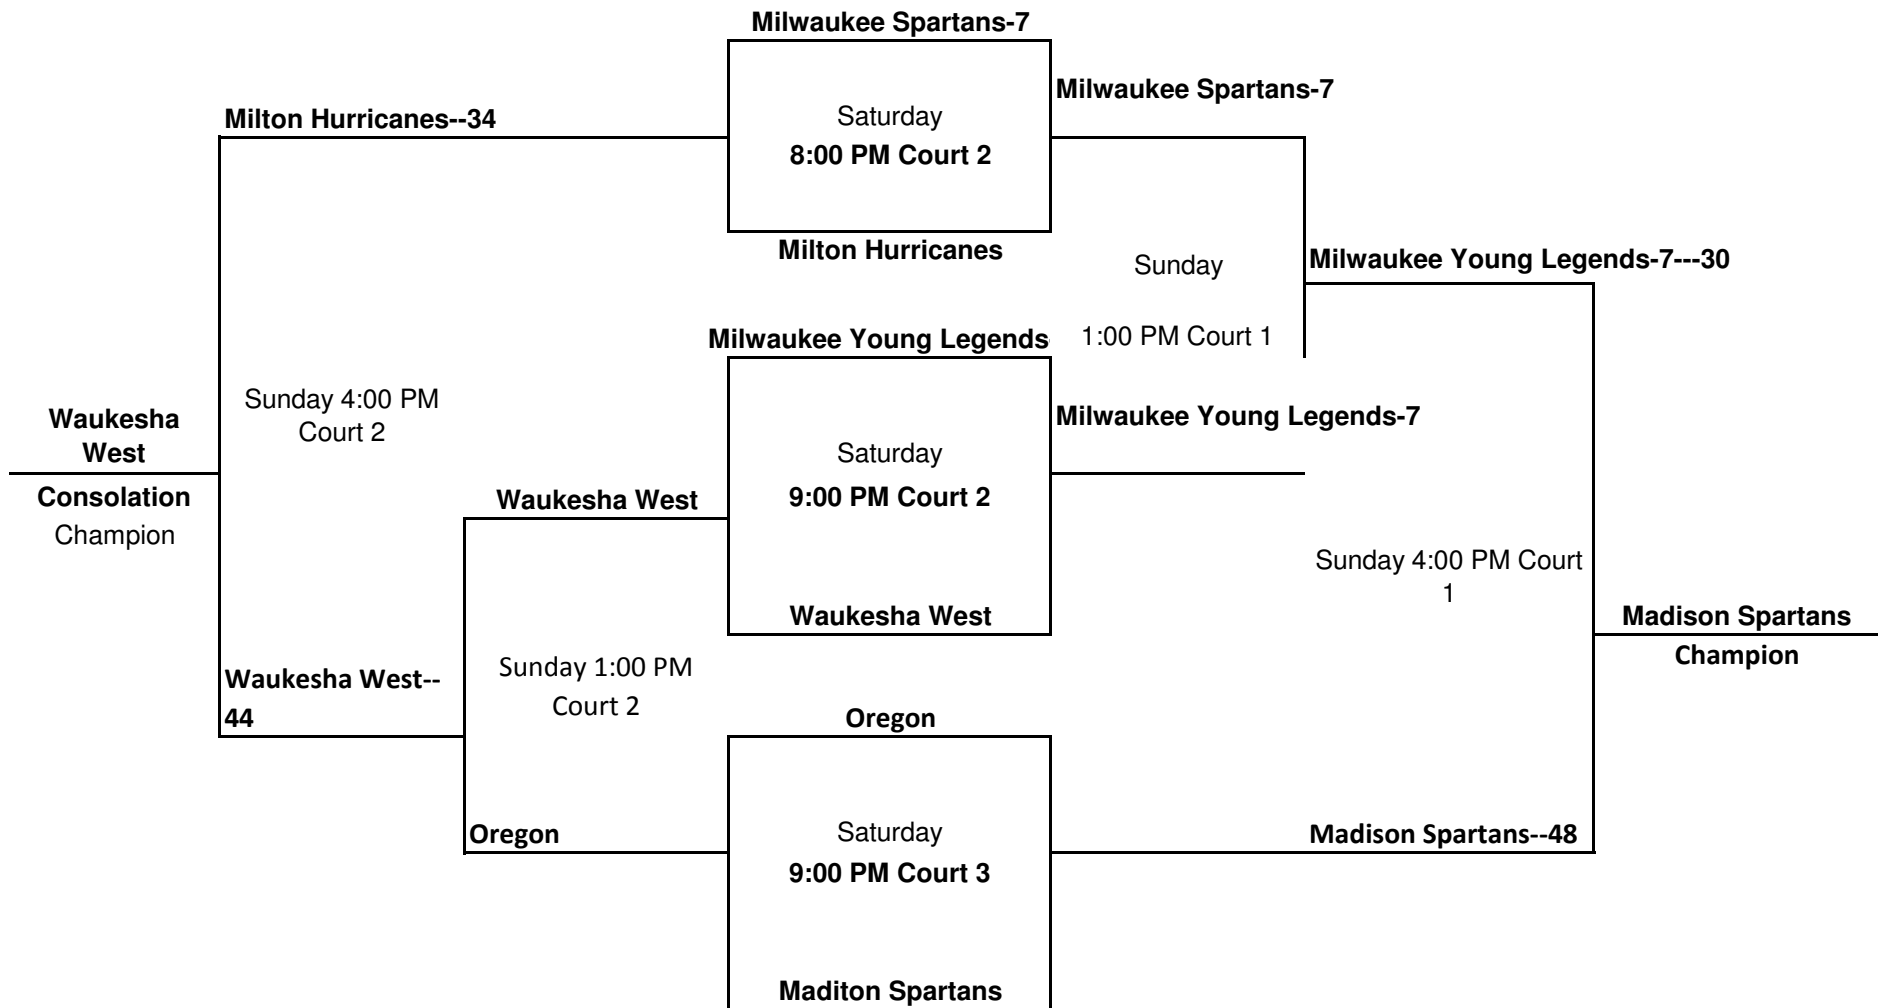 Milwaukee Spartans-7
Milwaukee Spartans-7
Milton Hurricanes--34
Saturday
8:00 PM Court 2
Milton Hurricanes
Sunday
Milwaukee Young Legends-7---30
1:00 PM Court 1
Milwaukee Young Legends
Sunday 4:00 PM
Court 2
Waukesha
West
Milwaukee Young Legends-7
Saturday
9:00 PM Court 2
Consolation
Champion
Waukesha West
Sunday 4:00 PM Court
1
Waukesha West
Madison Spartans
Champion
Waukesha West--
44
Sunday 1:00 PM
Court 2
Oregon
Oregon
Saturday
9:00 PM Court 3
Madison Spartans--48
Maditon Spartans